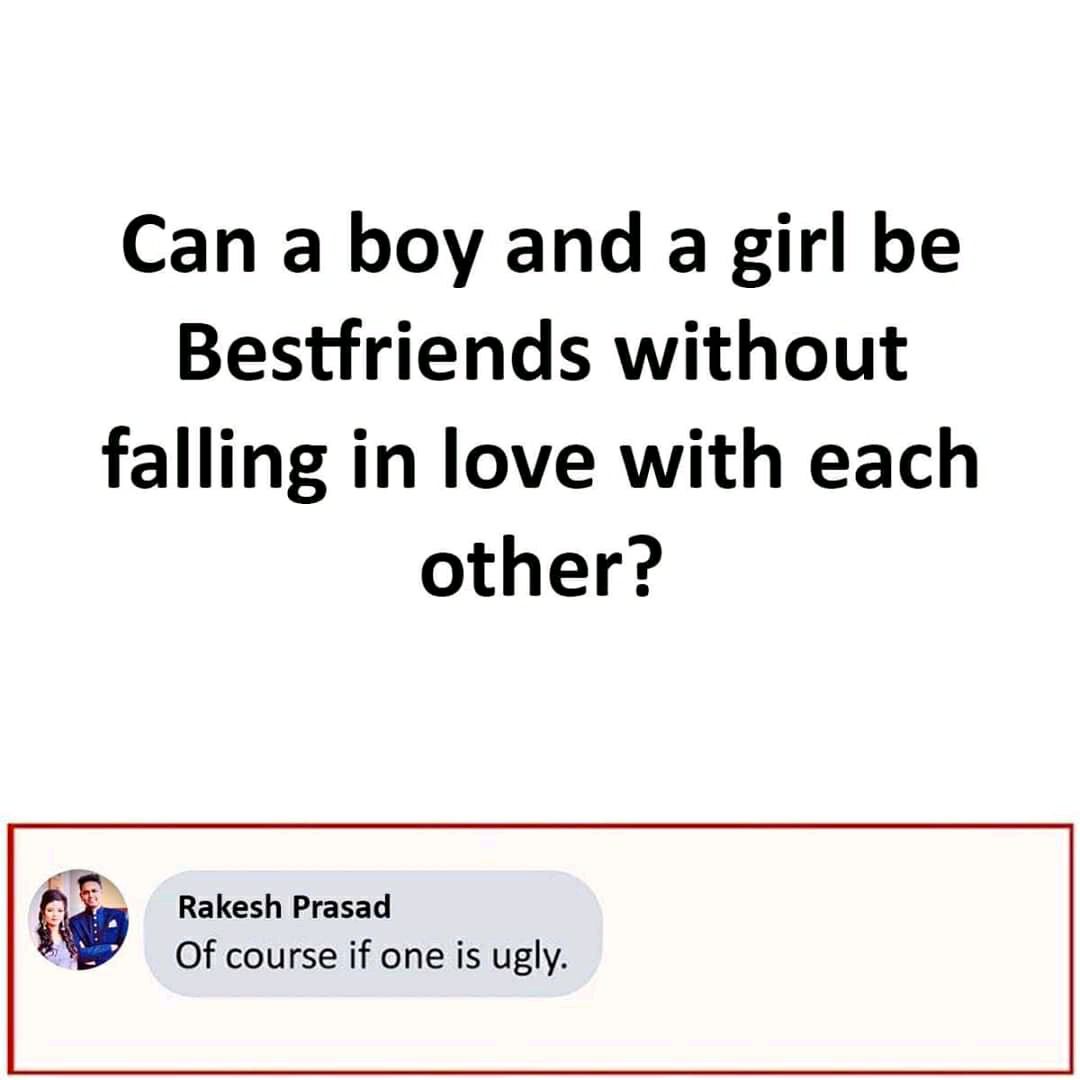 Can a boy and a girl be
Bestfriends without
falling in love with each
other?
Rakesh Prasad
Of course if one is ugly.